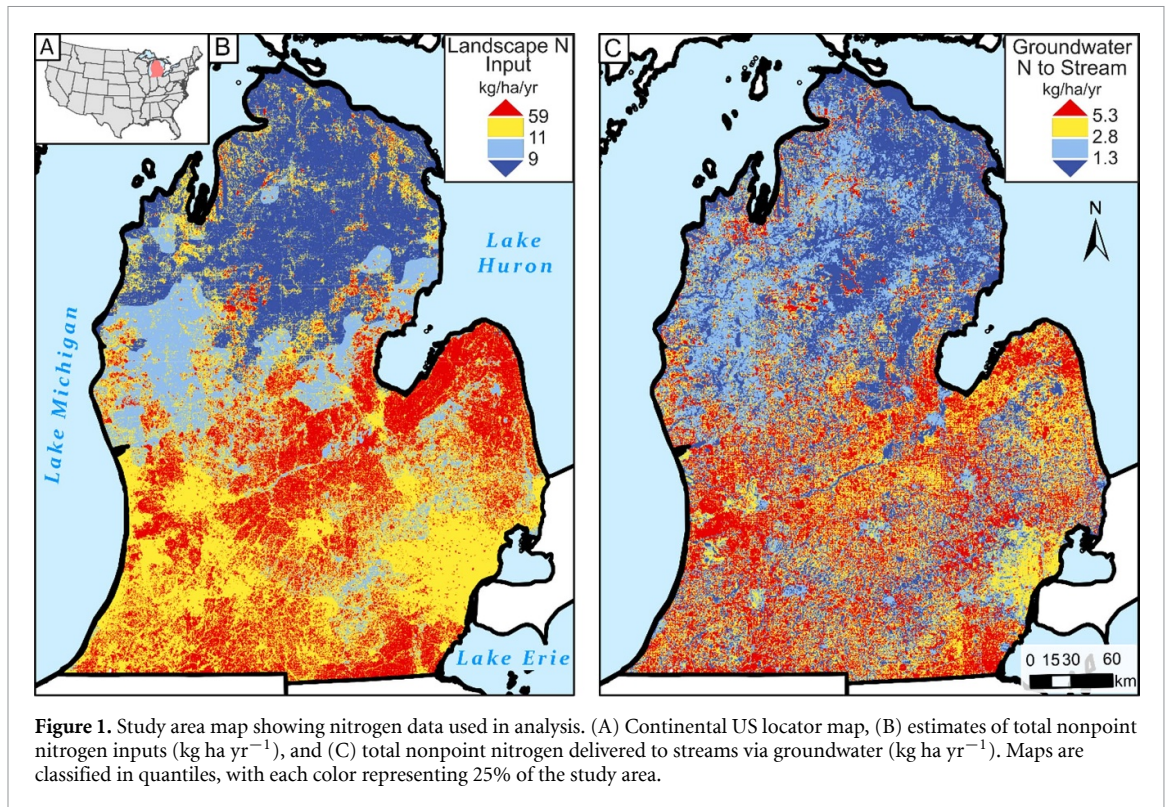 A
B
Landscape N
Input
kg/ha/yr
59
11
9
Lake Michigan
Lake
Huron
Lake Erie
C
Groundwater
N to Stream
kg/ha/yr
5.3
2.8
1.3
N
0 15 30 60
km
Figure 1. Study area map showing nitrogen data used in analysis. (A) Continental US locator map, (B) estimates of total nonpoint
nitrogen inputs (kg ha yr−1), and (C) total nonpoint nitrogen delivered to streams via groundwater (kg ha yr−1). Maps are
classified in quantiles, with each color representing 25% of the study area.